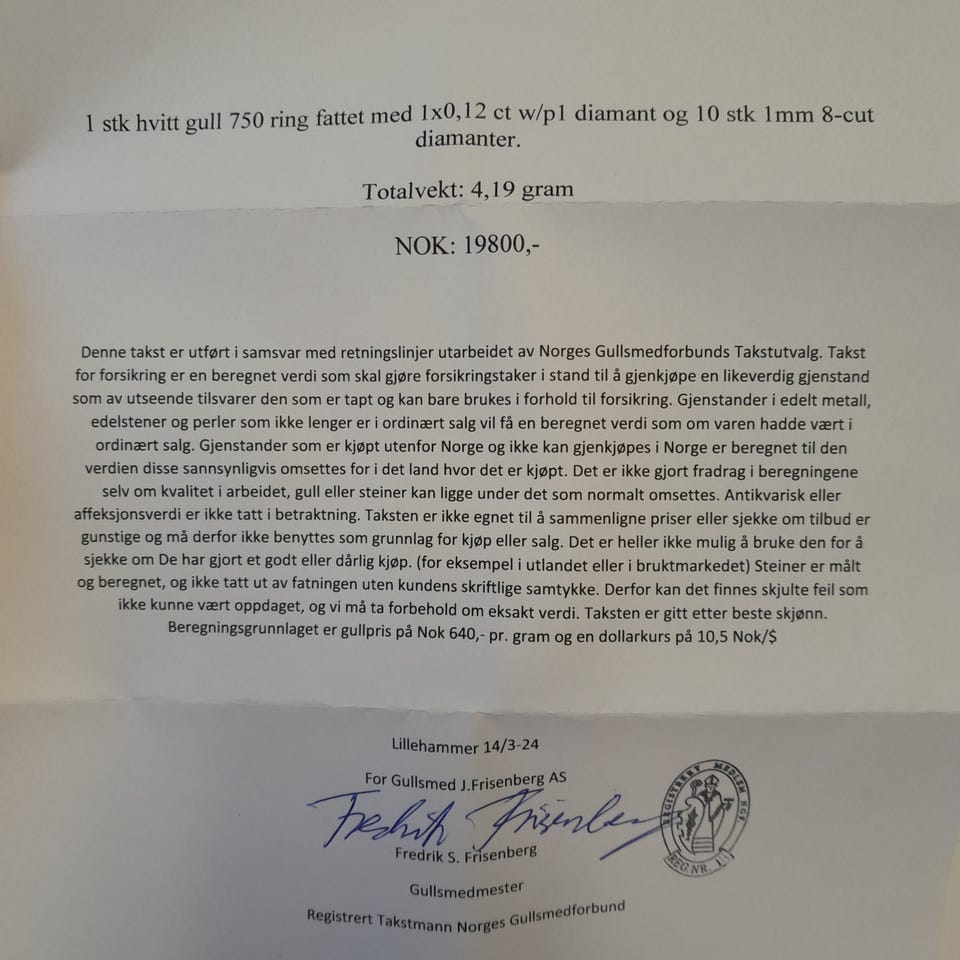 1 stk hvitt gull 750 ring fattet med 1x0,12 ct w/p1 diamant og 10 stk 1mm 8-cut
diamanter.
Totalvekt: 4,19 gram
NOK: 19800,-
Denne takst er utført i samsvar med retningslinjer utarbeidet av Norges Gullsmedforbunds Takstutvalg. Takst
for forsikring er en beregnet verdi som skal gjøre forsikringstaker i stand til å gjenkjøpe en likeverdig gjenstand
som av utseende tilsvarer den som er tapt og kan bare brukes i forhold til forsikring. Gjenstander i edelt metall,
edelstener og perler som ikke lenger er i ordinært salg vil få en beregnet verdi som om varen hadde vært i
ordinært salg. Gjenstander som er kjøpt utenfor Norge og ikke kan gjenkjøpes i Norge er beregnet til den
verdien disse sannsynligvis omsettes for i det land hvor det er kjøpt. Det er ikke gjort fradrag i beregningene
selv om kvalitet i arbeidet, gull eller steiner kan ligge under det som normalt omsettes. Antikvarisk eller
affeksjonsverdi er ikke tatt i betraktning. Taksten er ikke egnet til å sammenligne priser eller sjekke om tilbud er
gunstige og må derfor ikke benyttes som grunnlag for kjøp eller salg. Det er heller ikke mulig å bruke den for å
sjekke om De har gjort et godt eller dårlig kjøp. (for eksempel i utlandet eller i bruktmarkedet) Steiner er målt
og beregnet, og ikke tatt ut av fatningen uten kundens skriftlige samtykke. Derfor kan det finnes skjulte feil som
ikke kunne vært oppdaget, og vi må ta forbehold om eksakt verdi. Taksten er gitt etter beste skjønn.
Beregningsgrunnlaget er gullpris på Nok 640,- pr. gram og en dollarkurs på 10,5 Nok/$
Lillehammer 14/3-24
For Gullsmed J.Frisenberg AS
Fredrik Frisenberg
REGISTRERT MEDLEM NGF.
REG.NR.
Fredrik S. Frisenberg
Gullsmedmester
Registrert Takstmann Norges Gullsmedforbund